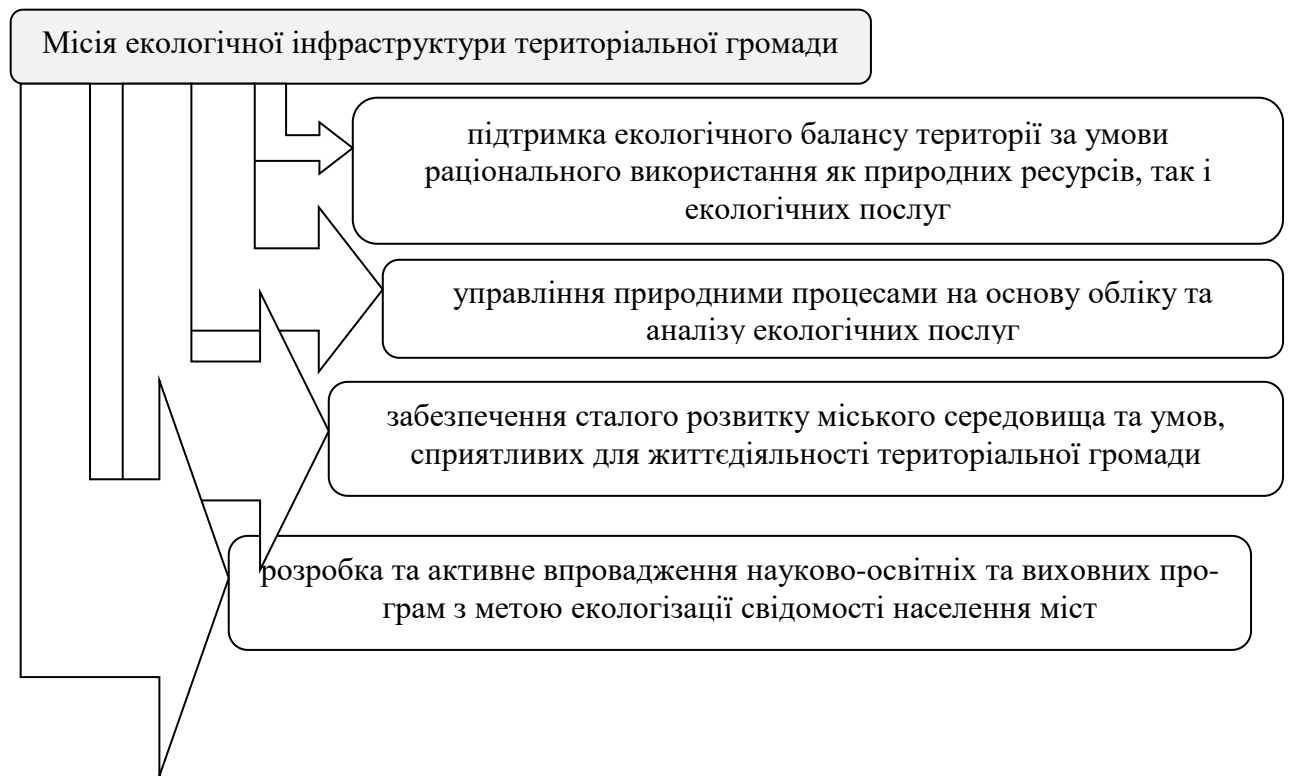 Місія екологічної інфраструктури територіальної громади
підтримка екологічного балансу території за умови
раціонального використання як природних ресурсів, так і
екологічних послуг
управління природними процесами на основу обліку та
аналізу екологічних послуг
забезпечення сталого розвитку міського середовища та умов,
сприятливих для життєдіяльності територіальної громади
розробка та активне впровадження науково-освітніх та виховних про-
грам з метою екологізації свідомості населення міст